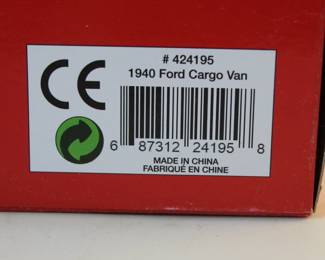 CE
# 424195
1940 Ford Cargo Van
6 87312 24195 8
MADE IN CHINA
FABRIQUÉ EN CHINE